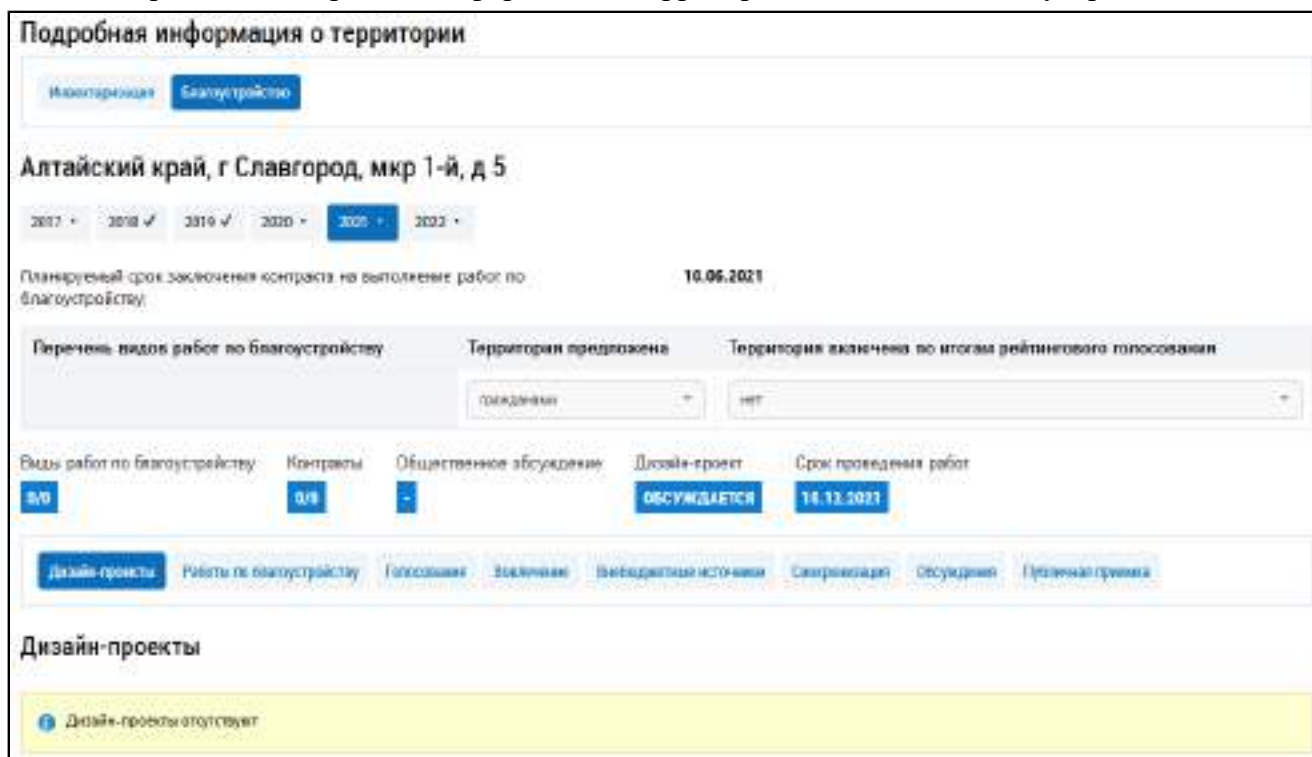 Подробная информация о территории
Инвентаризация Благоустройство
Алтайский край, г Славгород, мкр 1-й, д 5
2017 - 2018 ✓ 2019 ✓ 2020 - 2021 - 2022 -
Планируемый срок заключения контракта на выполнение работ по 10.06.2021
благоустройству:
Перечень видов работ по благоустройству Территория предложена Территория включена по итогам рейтингового голосования
гражданами нет
Виды работ по благоустройству Контракты Общественное обсуждение Дизайн-проект Срок проведения работ
0/0 0/0 - ОБСУЖДАЕТСЯ
Дизайн-проекты Работы по благоустройству Голосования Вовлечение Внебюджетные источники Синхронизация Обсуждения Публичная приемка
Дизайн-проекты
Дизайн-проекты отсутствуют